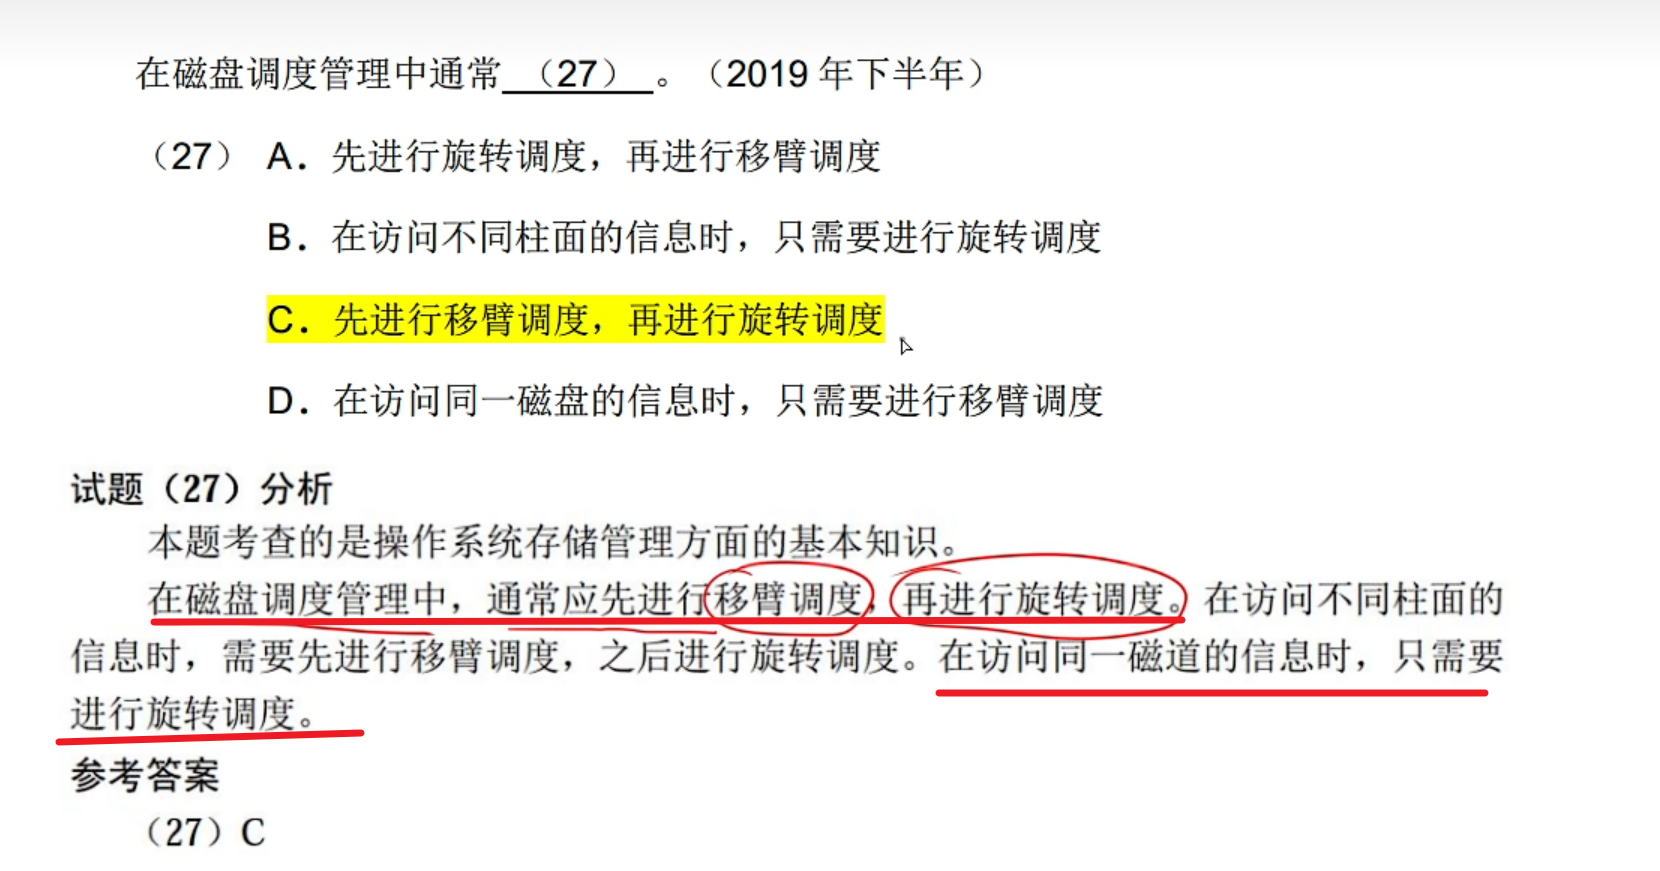 在磁盘调度管理中通常 （27） 。（2019 年下半年）
（27） A．先进行旋转调度，再进行移臂调度
B．在访问不同柱面的信息时，只需要进行旋转调度
C．先进行移臂调度，再进行旋转调度
D．在访问同一磁盘的信息时，只需要进行移臂调度
试题（27）分析
本题考查的是操作系统存储管理方面的基本知识。
在磁盘调度管理中，通常应先进行移臂调度，再进行旋转调度。在访问不同柱面的
信息时，需要先进行移臂调度，之后进行旋转调度。在访问同一磁道的信息时，只需要
进行旋转调度。
参考答案
（27）C